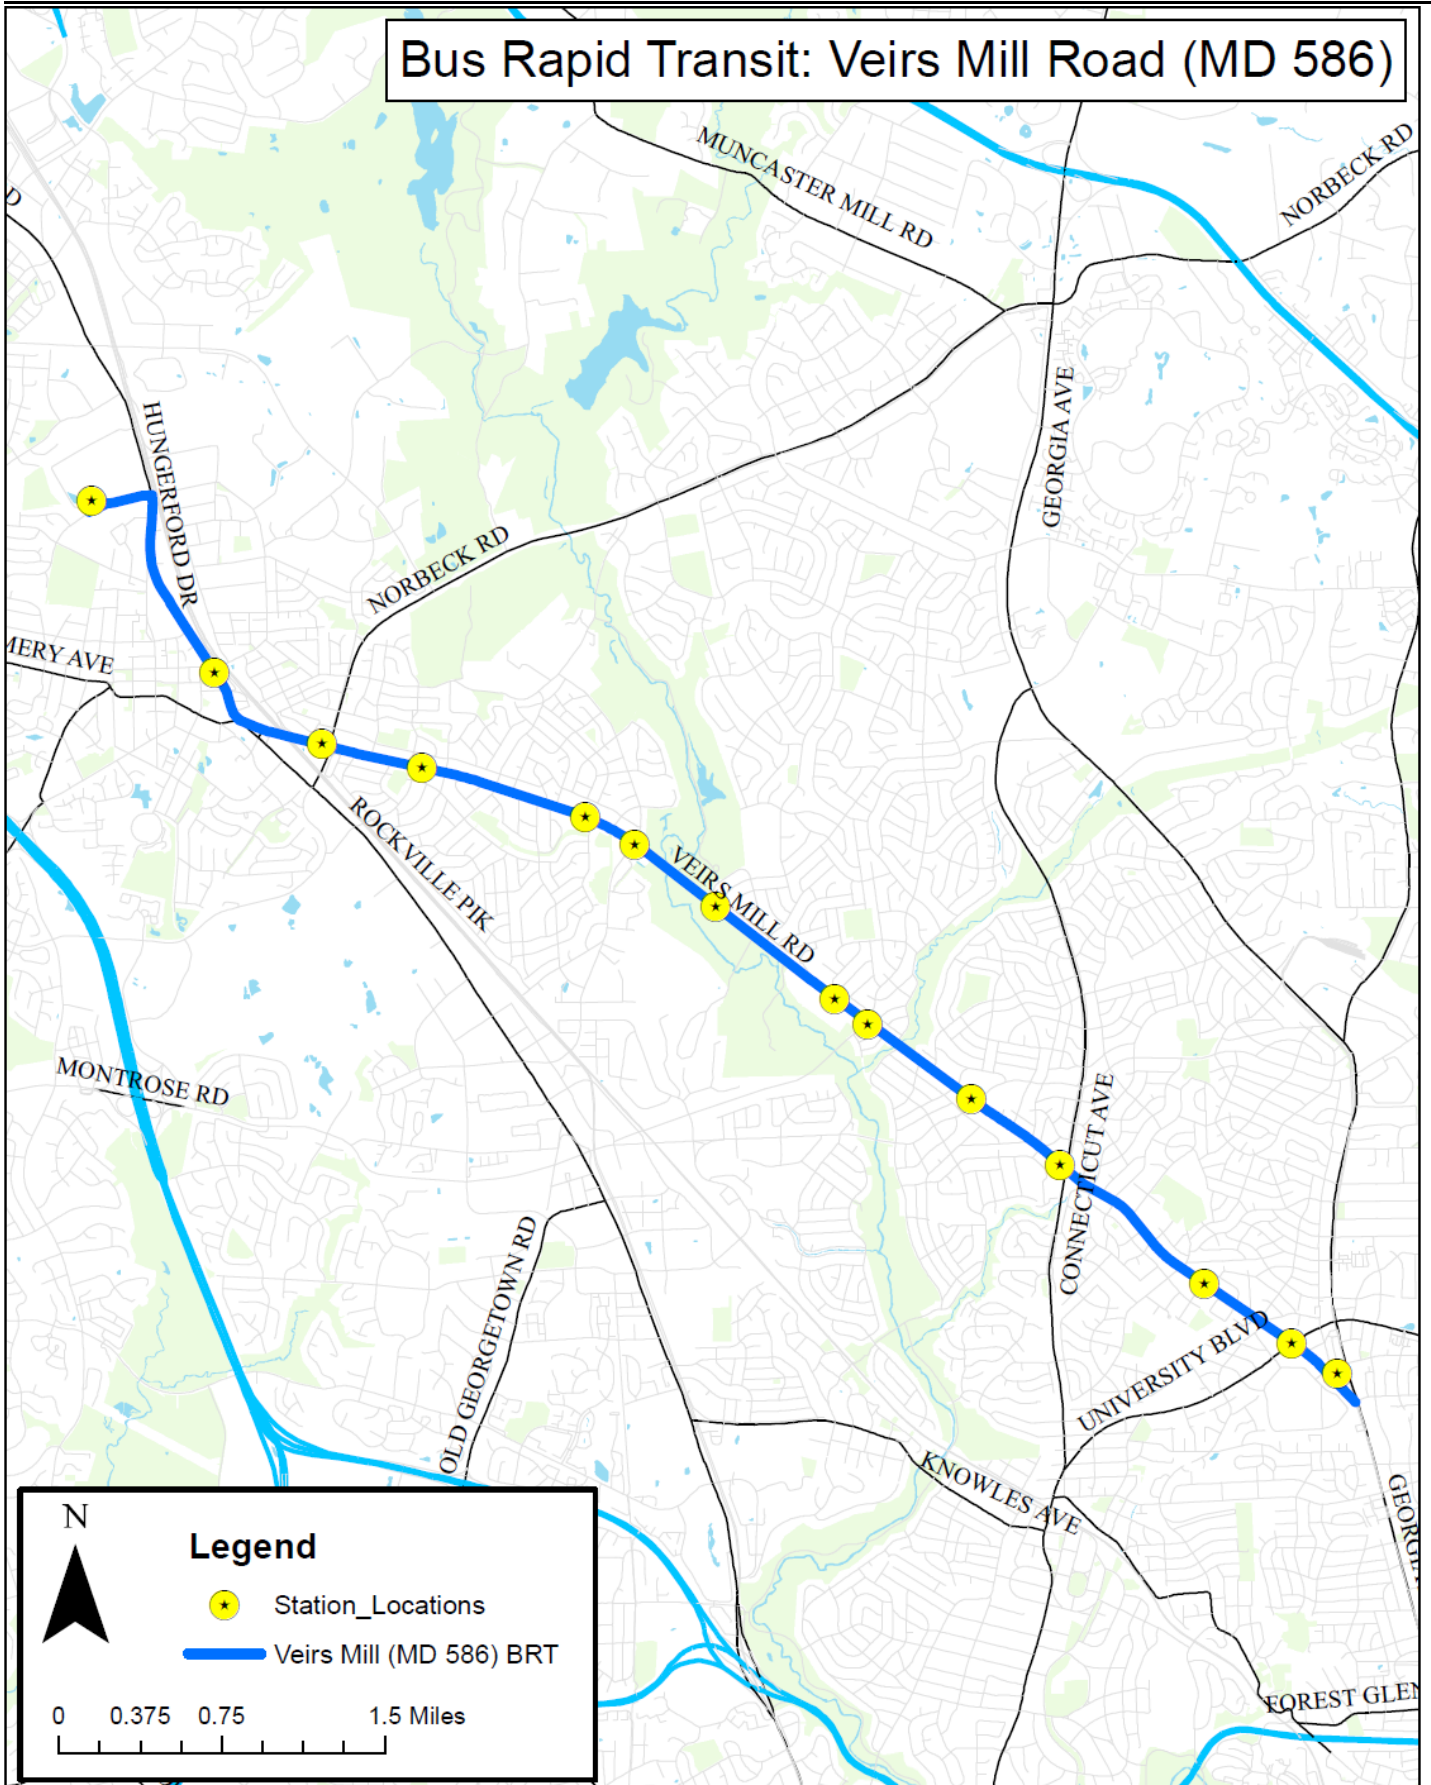 Bus Rapid Transit: Veirs Mill Road (MD 586)
MUNCASTER MILL RD
NORBECK RD
D
GEORGIA AVE
HUNGERFORD DR
NORBECK RD
MERY AVE
ROCKVILLE PIK
VEIRS MILL RD
MONTROSE RD
CONNECTICUT AVE
OLD GEORGETOWN RD
UNIVERSITY BLVD
KNOWLES AVE
GEORGIA
FOREST GLEN
N
Legend
Station_Locations
Veirs Mill (MD 586) BRT
0 0.375 0.75 1.5 Miles